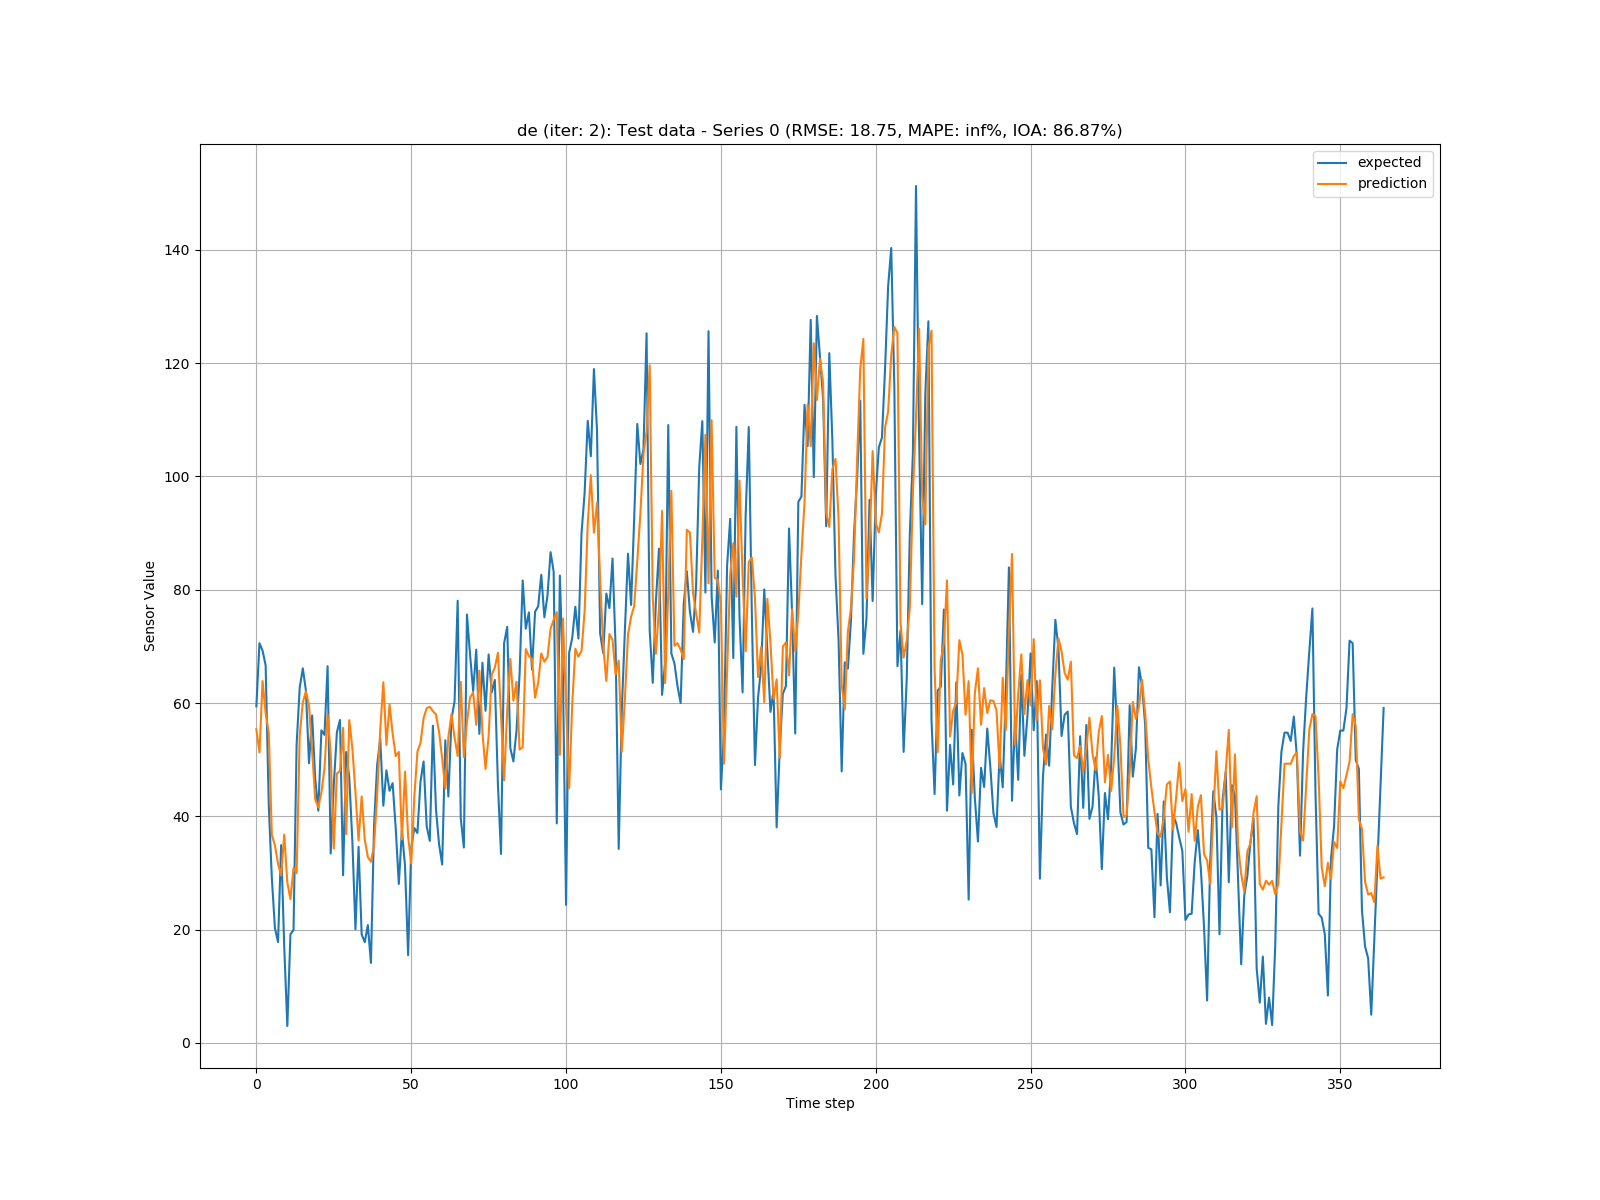 de (iter: 2): Test data - Series 0 (RMSE: 18.75, MAPE: inf%, IOA: 86.87%)
expected
prediction
140
120
100
80
60
40
20
0
Sensor Value
0 50 100 150 200 250 300 350
Time step